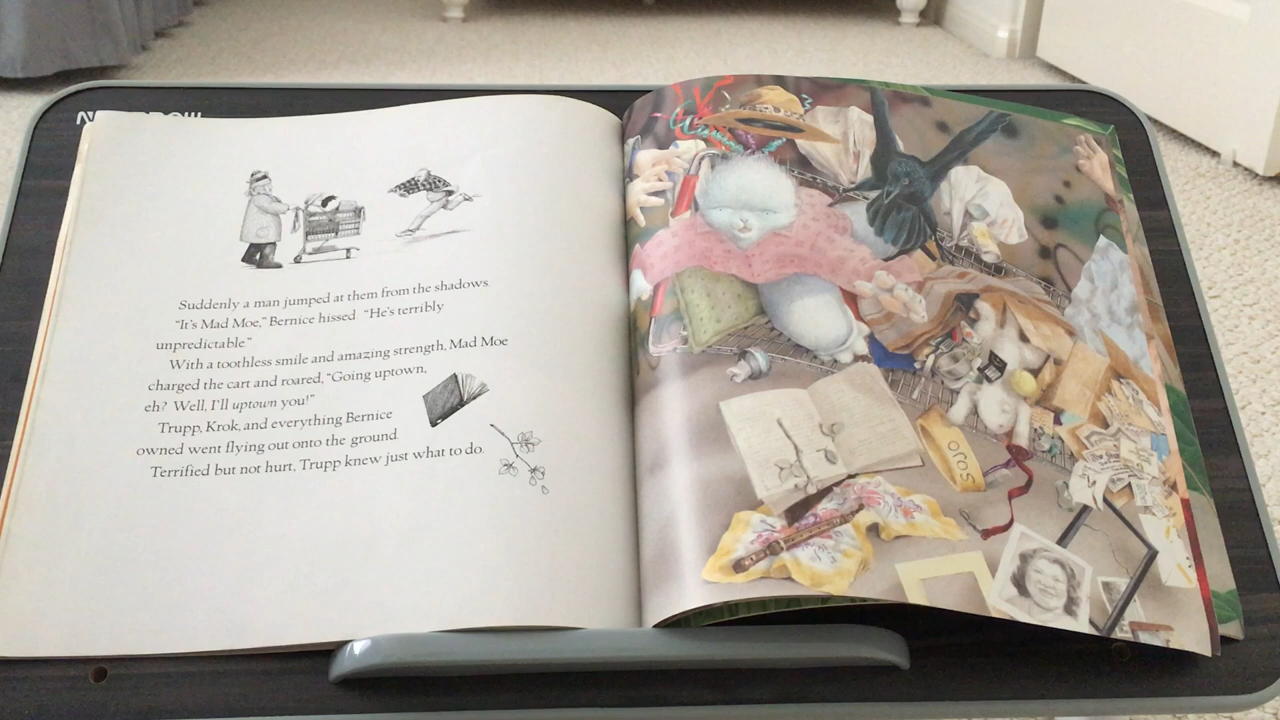 Suddenly a man jumped at them from the shadows.
"It's Mad Moe," Bernice hissed "He's terribly
unpredictable."
With a toothless smile and amazing strength, Mad Moe
charged the cart and roared, "Going uptown,
eh? Well, I'll uptown you!"
Trupp, Krok, and everything Bernice
owned went flying out onto the ground.
Terrified but not hurt, Trupp knew just what to do.
SOJO